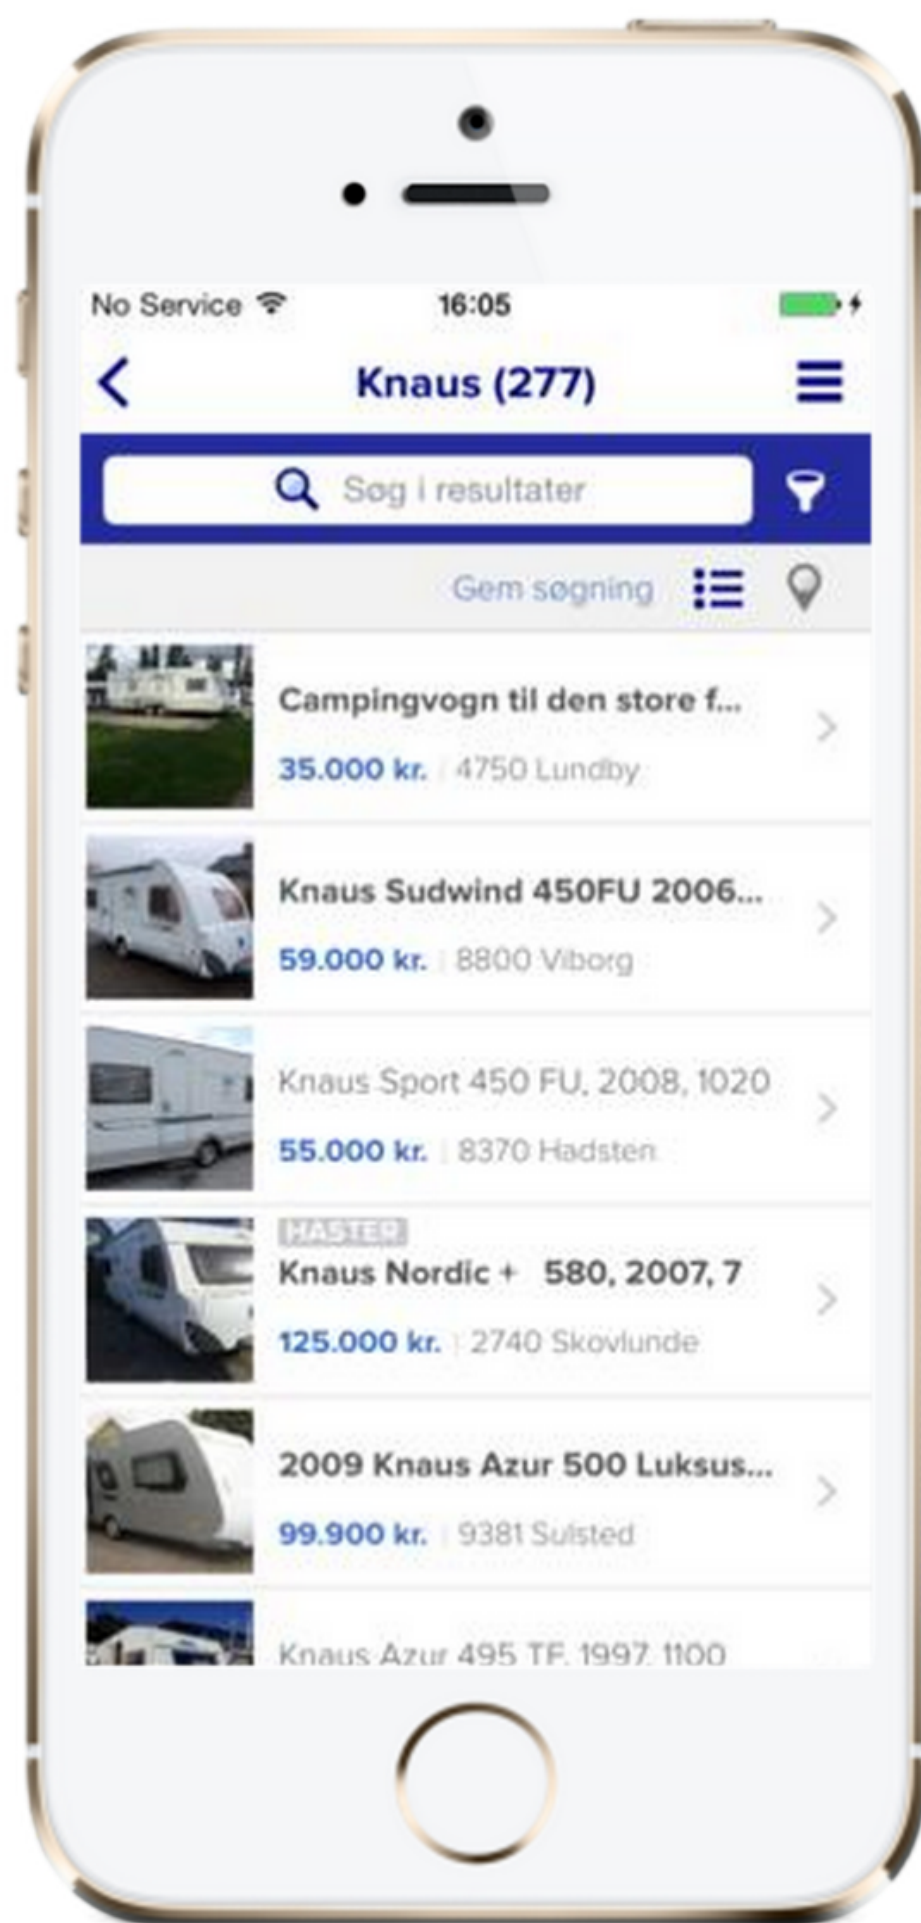 No Service 16:05
Knaus (277)
Søg i resultater
Gem søgning
Campingvogn til den store f...
35.000 kr. | 4750 Lundby
Knaus Sudwind 450FU 2006...
59.000 kr. | 8800 Viborg
Knaus Sport 450 FU, 2008, 1020
55.000 kr. | 8370 Hadsten
HASTER
Knaus Nordic + 580, 2007, 7
125.000 kr. | 2740 Skovlunde
2009 Knaus Azur 500 Luksus...
99.900 kr. | 9381 Sulsted
Knaus Azur 495 TF, 1997, 1100